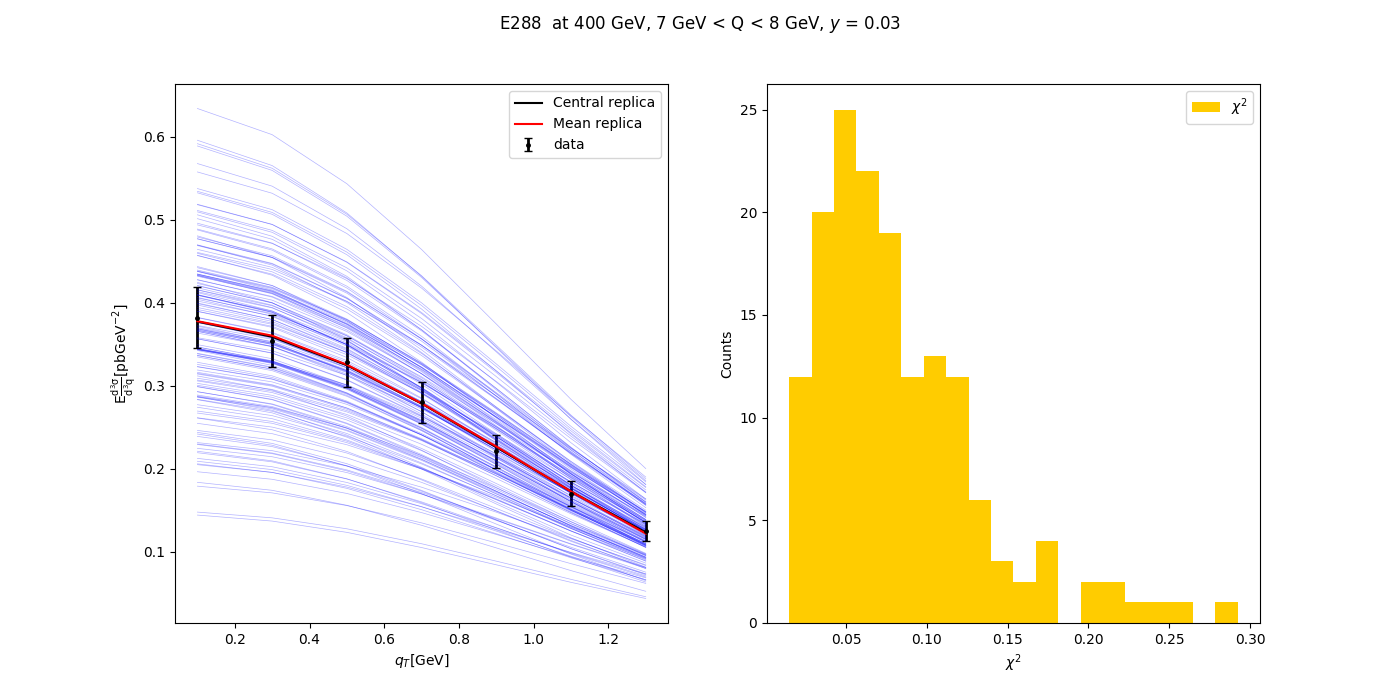 E288 at 400 GeV, 7 GeV < Q < 8 GeV, y = 0.03
Central replica
Mean replica
data
0.6
0.5
0.4
0.3
0.2
0.1
E d³σ/d³q [pbGeV⁻²]
0.2 0.4 0.6 0.8 1.0 1.2
q_T[GeV]
χ²
25
20
15
10
5
0
Counts
0.05 0.10 0.15 0.20 0.25 0.30
χ²